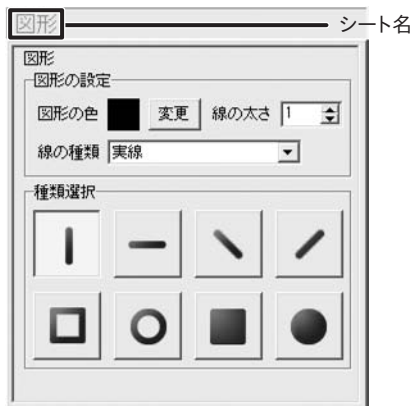 図形 シート名
図形
図形の設定
図形の色 変更 線の太さ 1
線の種類 実線
種類選択